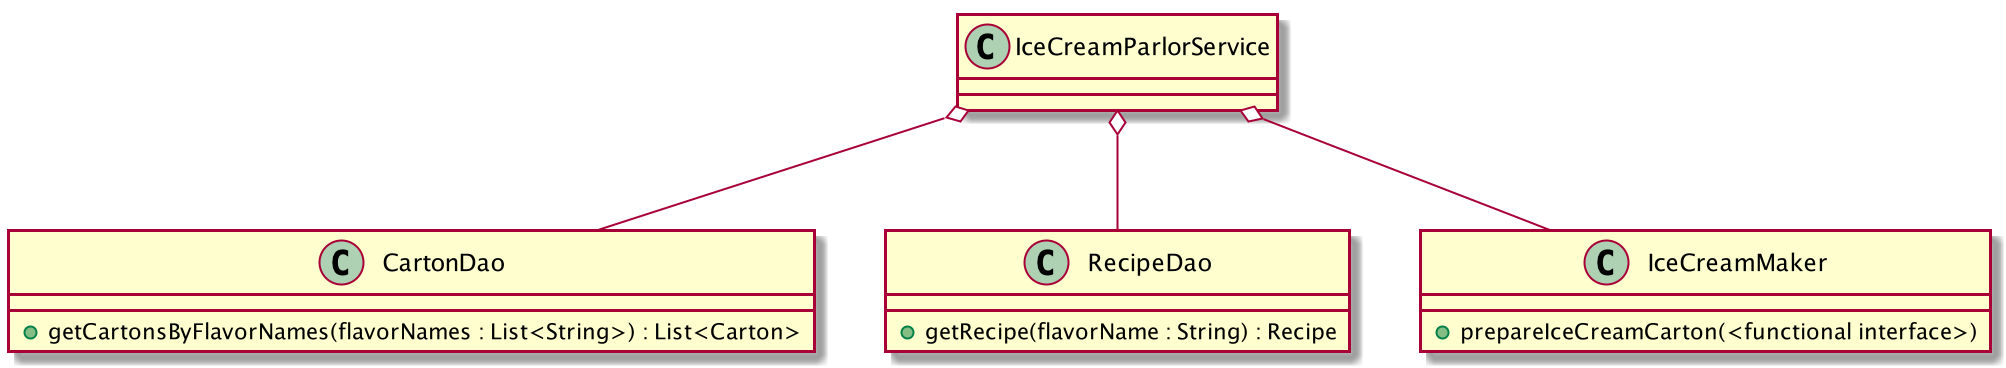 C IceCreamParlorService
C CartonDao
getCartonsByFlavorNames(flavorNames : List<String>) : List<Carton>
C RecipeDao
getRecipe(flavorName : String) : Recipe
C IceCreamMaker
prepareIceCreamCarton(<functional interface>)